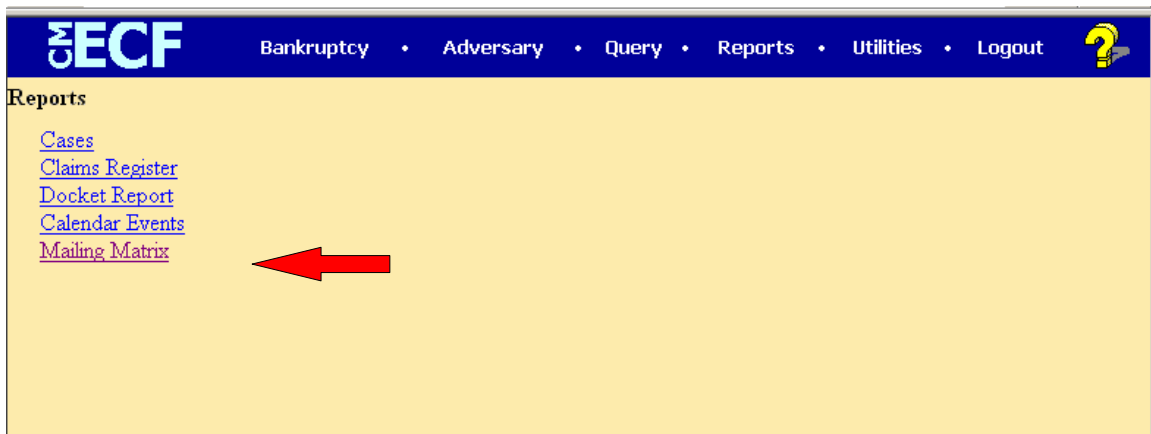 CM ECF Bankruptcy • Adversary • Query • Reports • Utilities • Logout ?
Reports
Cases
Claims Register
Docket Report
Calendar Events
Mailing Matrix